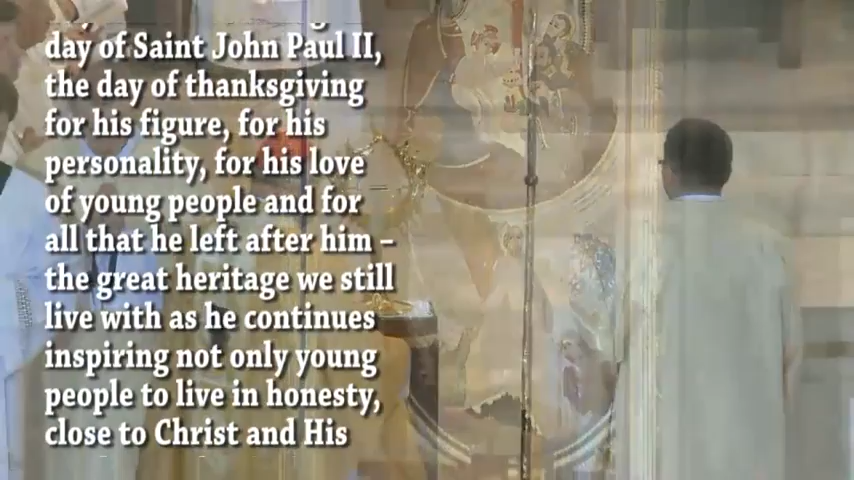 day of Saint John Paul II,
the day of thanksgiving
for his figure, for his
personality, for his love
of young people and for
all that he left after him –
the great heritage we still
live with as he continues
inspiring not only young
people to live in honesty,
close to Christ and His